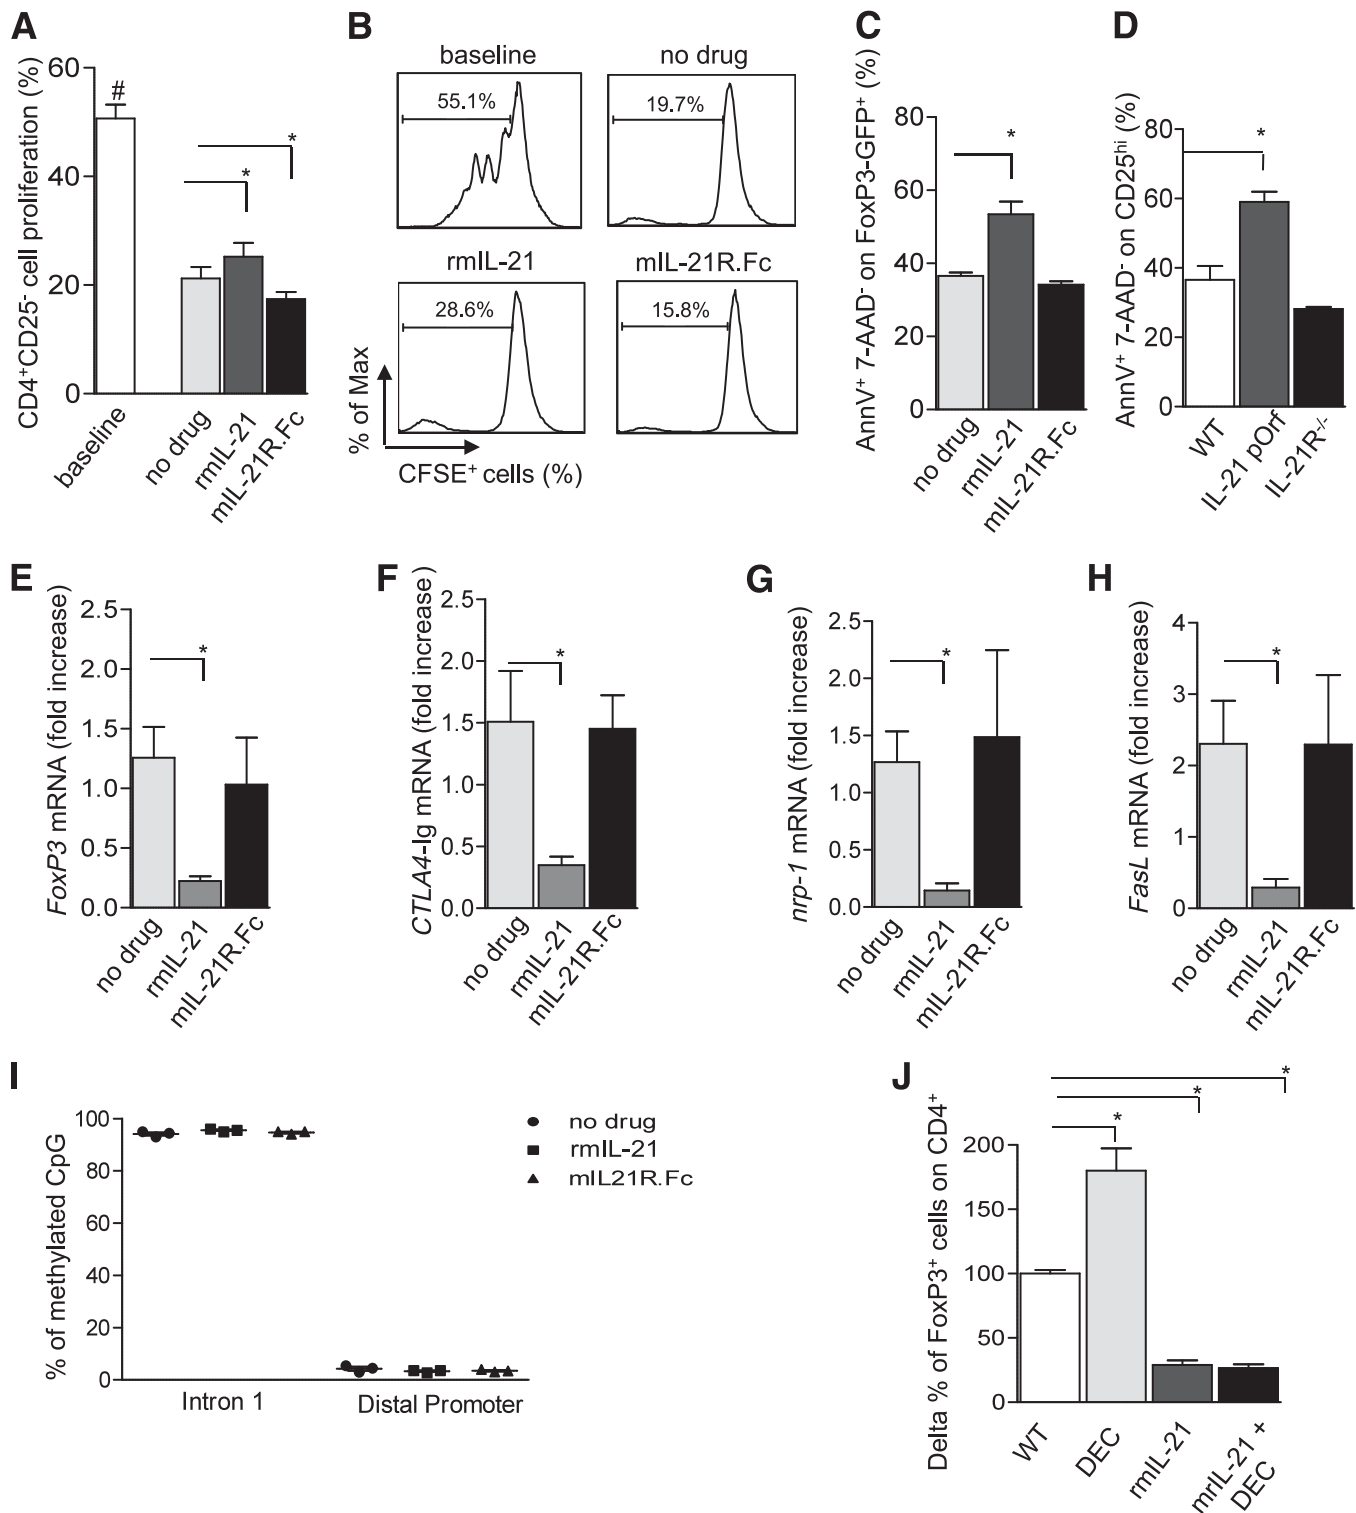 A
CD4⁺CD25⁻ cell proliferation (%)
60
40
20
0
#
*
*
baseline
no drug
rmIL-21
mIL-21R.Fc
B
baseline
55.1%
no drug
19.7%
rmIL-21
28.6%
mIL-21R.Fc
15.8%
% of Max
CFSE⁺ cells (%)
C
AnnV⁺ 7-AAD⁻ on FoxP3-GFP⁺ (%)
80
60
40
20
0
*
no drug
rmIL-21
mIL-21R.Fc
D
AnnV⁺ 7-AAD⁻ on CD25ʰⁱ (%)
80
60
40
20
0
*
WT
IL-21 pOrf
IL-21R⁻/⁻
E
FoxP3 mRNA (fold increase)
2.5
2.0
1.5
1.0
0.5
0.0
*
no drug
rmIL-21
mIL-21R.Fc
F
CTLA4-Ig mRNA (fold increase)
2.5
2.0
1.5
1.0
0.5
0.0
*
no drug
rmIL-21
mIL-21R.Fc
G
nrp-1 mRNA (fold increase)
2.5
2.0
1.5
1.0
0.5
0.0
*
no drug
rmIL-21
mIL-21R.Fc
H
FasL mRNA (fold increase)
4
3
2
1
0
*
no drug
rmIL-21
mIL-21R.Fc
I
% of methylated CpG
100
80
60
40
20
0
Intron 1
Distal Promoter
no drug
rmIL-21
mIL21R.Fc
J
Delta % of FoxP3⁺ cells on CD4⁺
200
150
100
50
0
*
*
*
WT
DEC
rmIL-21
mrIL-21 +
DEC